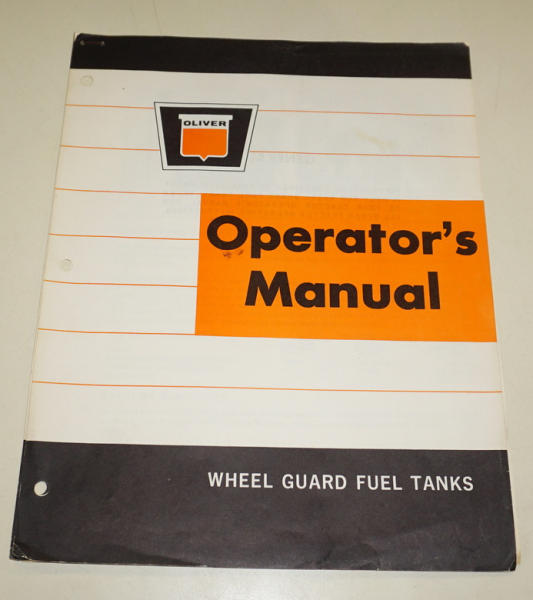 OLIVER
Operator's
Manual
WHEEL GUARD FUEL TANKS